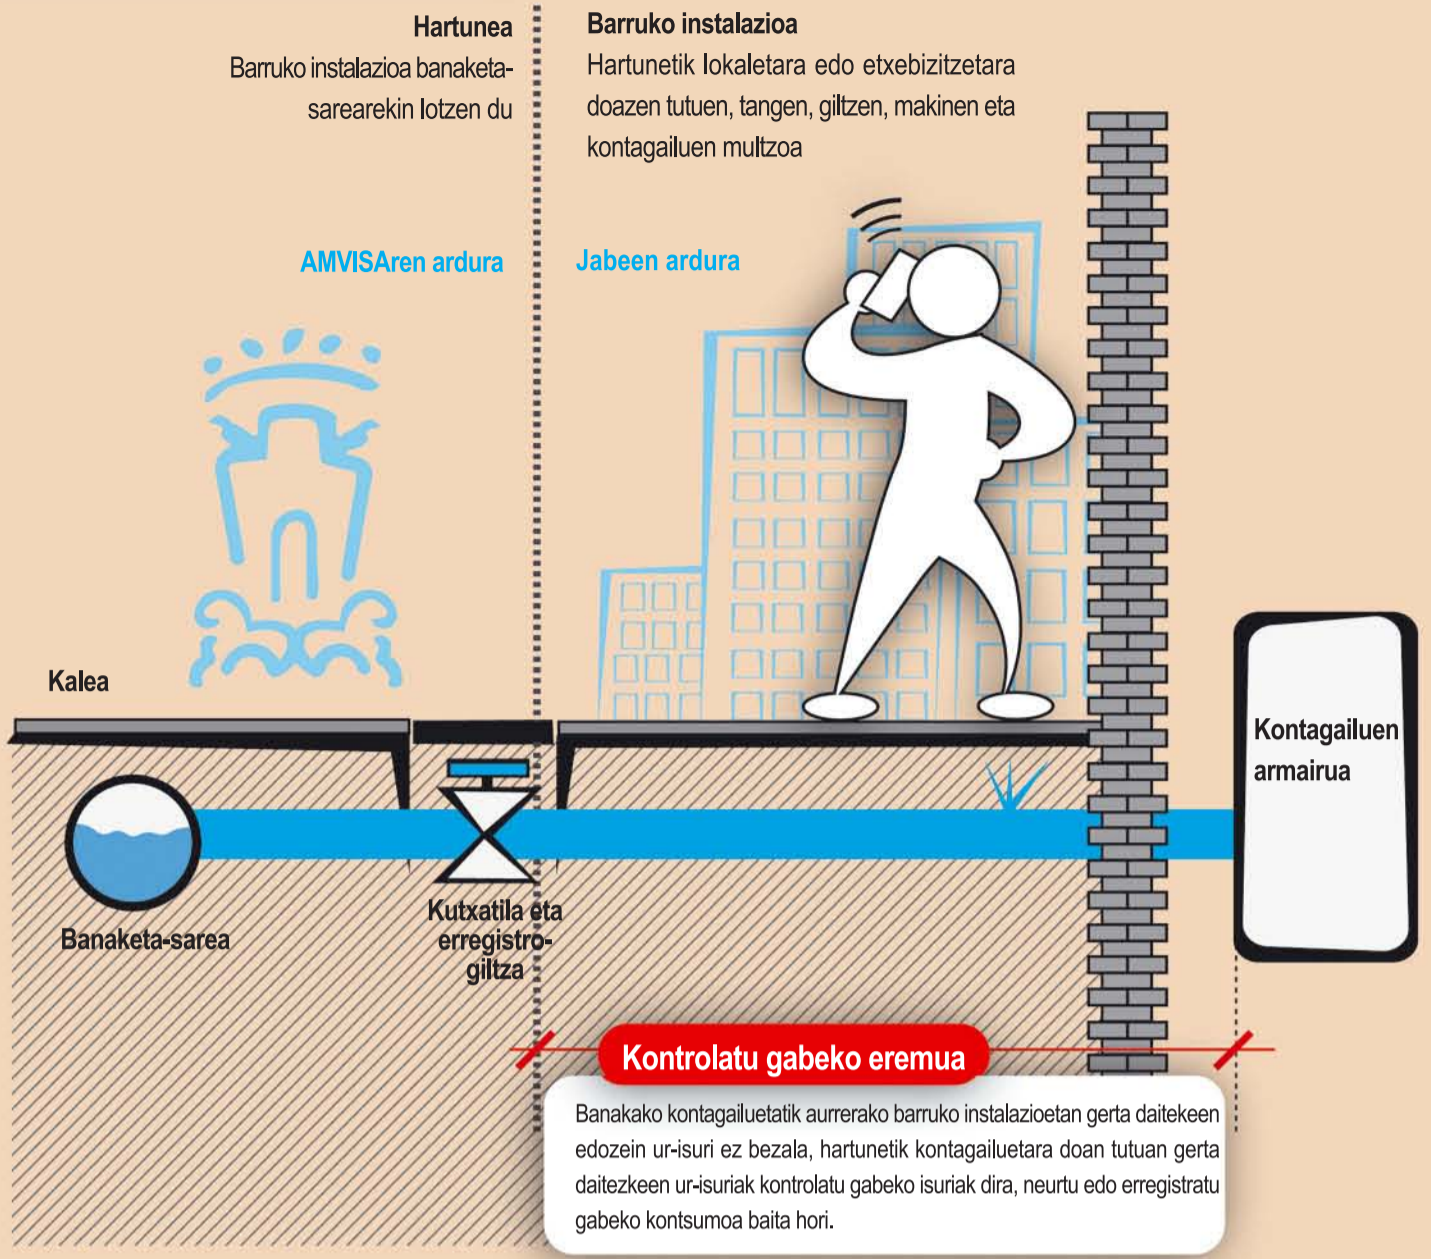 Hartunea
Barruko instalazioa banaketa-
sarearekin lotzen du
Barruko instalazioa
Hartunetik lokaletara edo etxebizitzetara
doazen tutuen, tangen, giltzen, makinen eta
kontagailuen multzoa
AMVISAren ardura
Jabeen ardura
Kalea
Kontagailuen
armairua
Banaketa-sarea
Kutxatila eta
erregistro-
giltza
Kontrolatu gabeko eremua
Banakako kontagailuetatik aurrerako barruko instalazioetan gerta daitekeen
edozein ur-isuri ez bezala, hartunetik kontagailuetara doan tutuan gerta
daitezkeen ur-isuriak kontrolatu gabeko isuriak dira, neurtu edo erregistratu
gabeko kontsumoa baita hori.